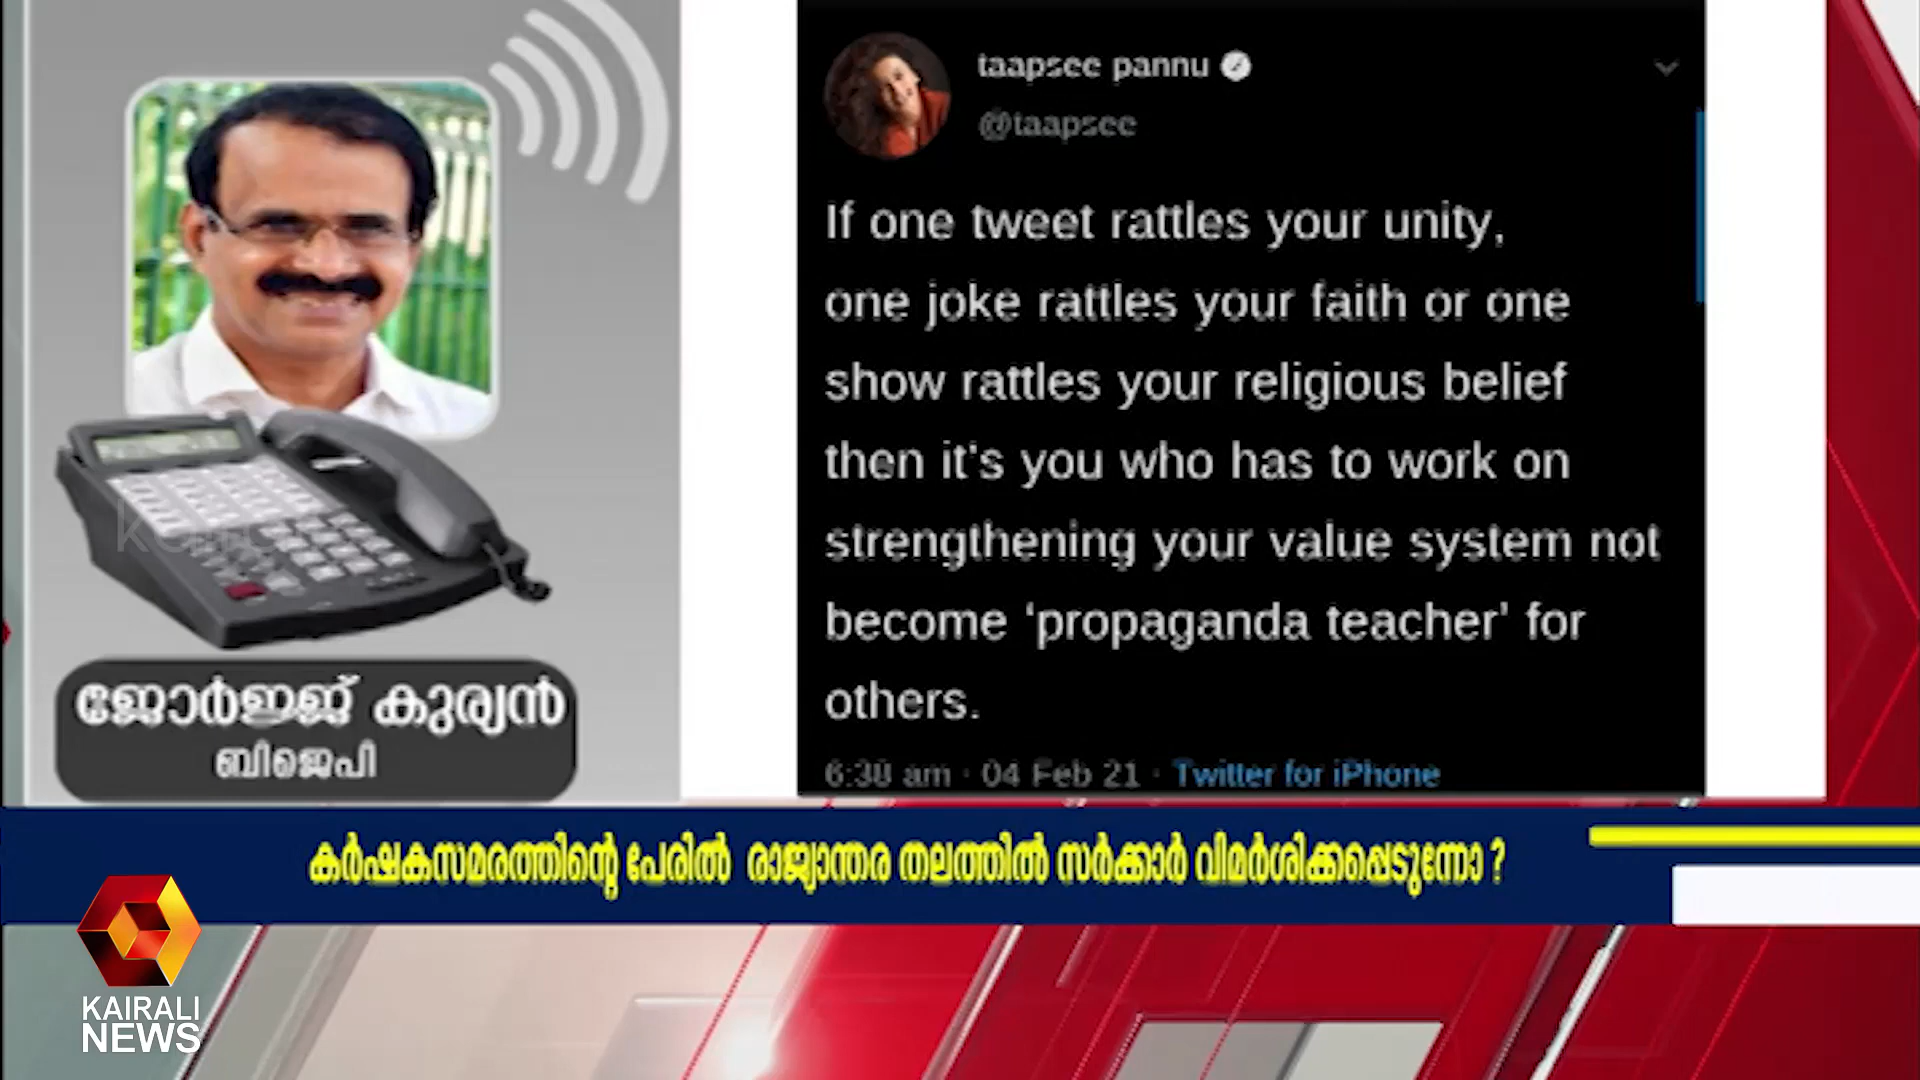 taapsee pannu
@taapsee
If one tweet rattles your unity,
one joke rattles your faith or one
show rattles your religious belief
then it's you who has to work on
strengthening your value system not
become ‘propaganda teacher’ for
others.
6:38 am · 04 Feb 21 · Twitter for iPhone
ജോർജ്ജ് കുര്യൻ
ബിജെപി
കർഷകസമരത്തിന്റെ പേരിൽ രാജ്യാന്തര തലത്തിൽ സർക്കാർ വിമർശിക്കപ്പെടുന്നോ ?
KAIRALI
NEWS